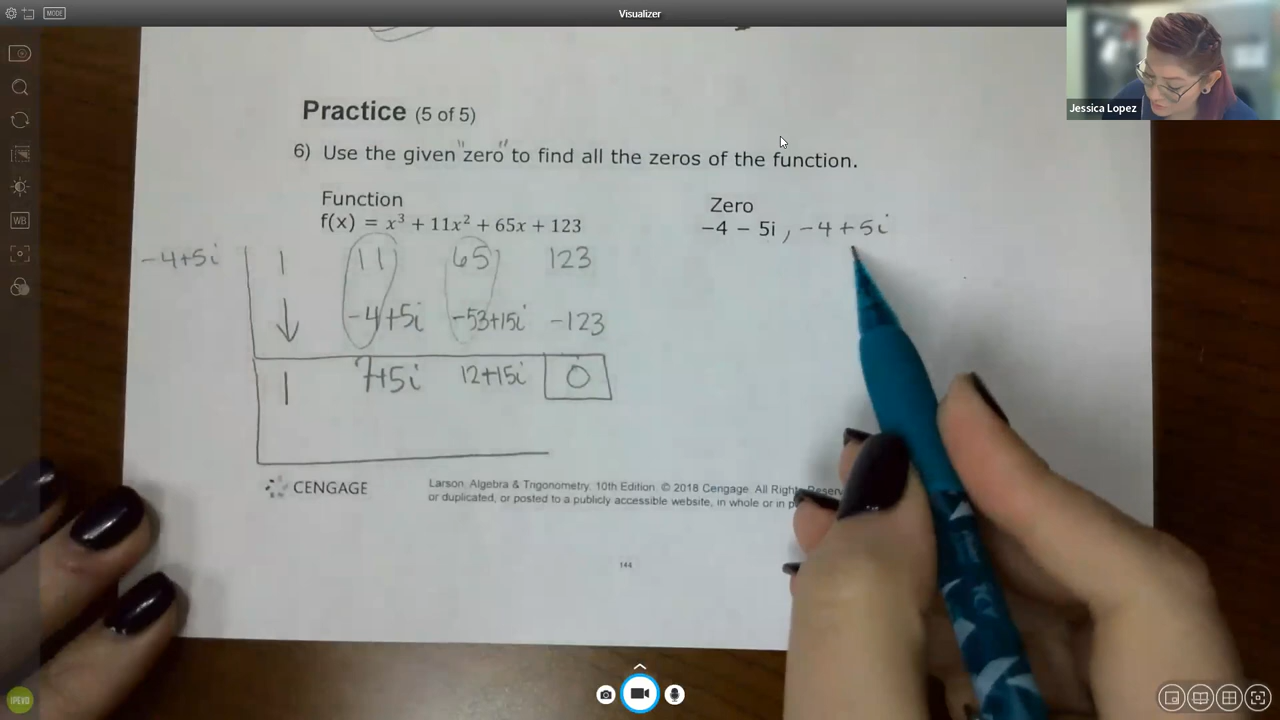 MODE
Visualizer
Jessica Lopez
Practice (5 of 5)
6) Use the given "zero" to find all the zeros of the function.
Function
f(x) = x³ + 11x² + 65x + 123
Zero
−4 − 5i , −4+5i
−4+5i 1 11 65 123
−4+5i −53+15i −123
1 7+5i 12+15i 0
CENGAGE
Larson, Algebra & Trigonometry, 10th Edition. © 2018 Cengage. All Rights Reserv
or duplicated, or posted to a publicly accessible website, in whole or in p
144
WB
IPEVO